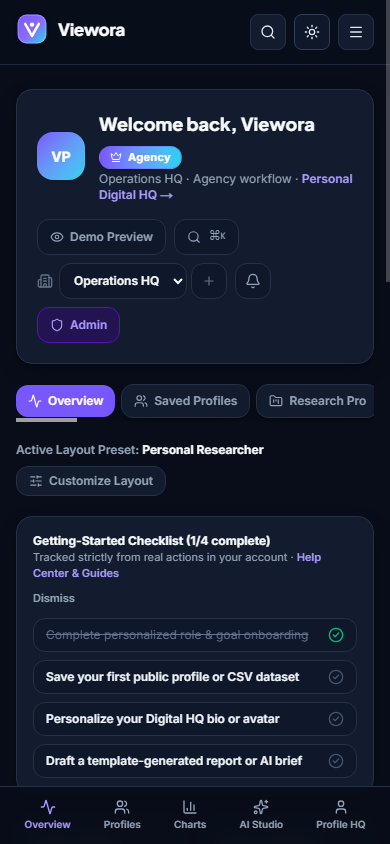 Viewora
Welcome back, Viewora
VP
Agency
Operations HQ · Agency workflow · Personal
Digital HQ →
Demo Preview
⌘K
Operations HQ
+
Admin
Overview
Saved Profiles
Research Pro
Active Layout Preset: Personal Researcher
Customize Layout
Getting-Started Checklist (1/4 complete)
Tracked strictly from real actions in your account · Help
Center & Guides
Dismiss
Complete personalized role & goal onboarding
Save your first public profile or CSV dataset
Personalize your Digital HQ bio or avatar
Draft a template-generated report or AI brief
Overview
Profiles
Charts
AI Studio
Profile HQ